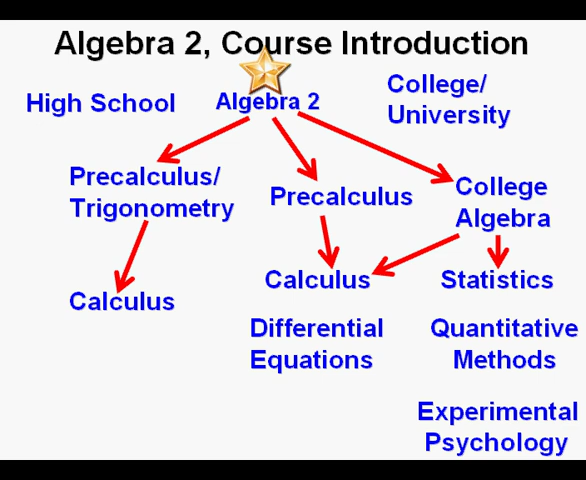 Algebra 2, Course Introduction
High School
Algebra 2
College/
University
Precalculus/
Trigonometry
Precalculus
College
Algebra
Calculus
Calculus
Statistics
Differential
Equations
Quantitative
Methods
Experimental
Psychology